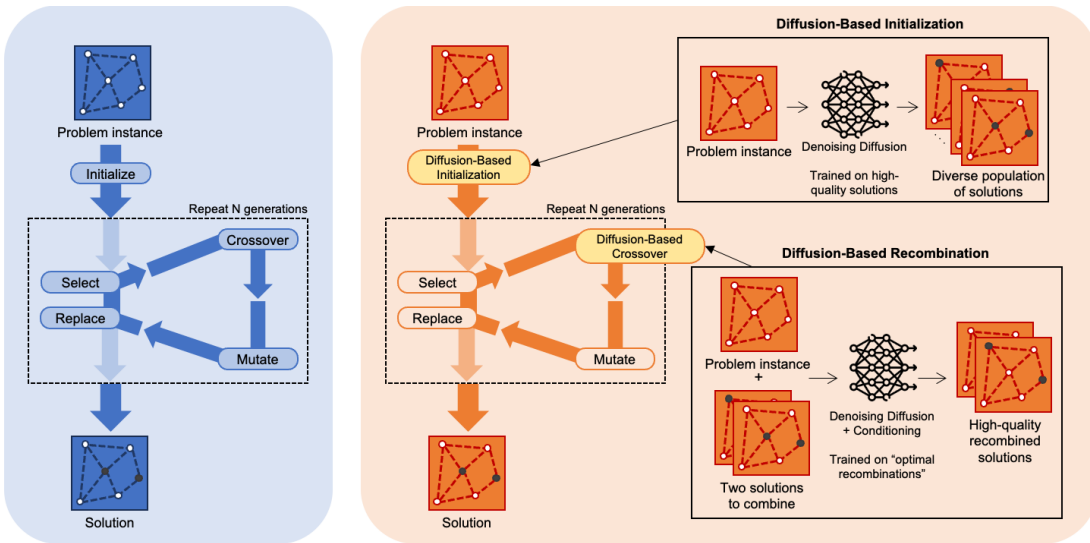 Problem instance
Initialize
Repeat N generations
Crossover
Select
Replace
Mutate
Solution
Problem instance
Diffusion-Based
Initialization
Repeat N generations
Diffusion-Based
Crossover
Select
Replace
Mutate
Solution
Diffusion-Based Initialization
Problem instance
Denoising Diffusion
Trained on high-
quality solutions
Diverse population
of solutions
Diffusion-Based Recombination
Problem instance
+
Two solutions
to combine
Denoising Diffusion
+ Conditioning
Trained on “optimal
recombinations”
High-quality
recombined
solutions